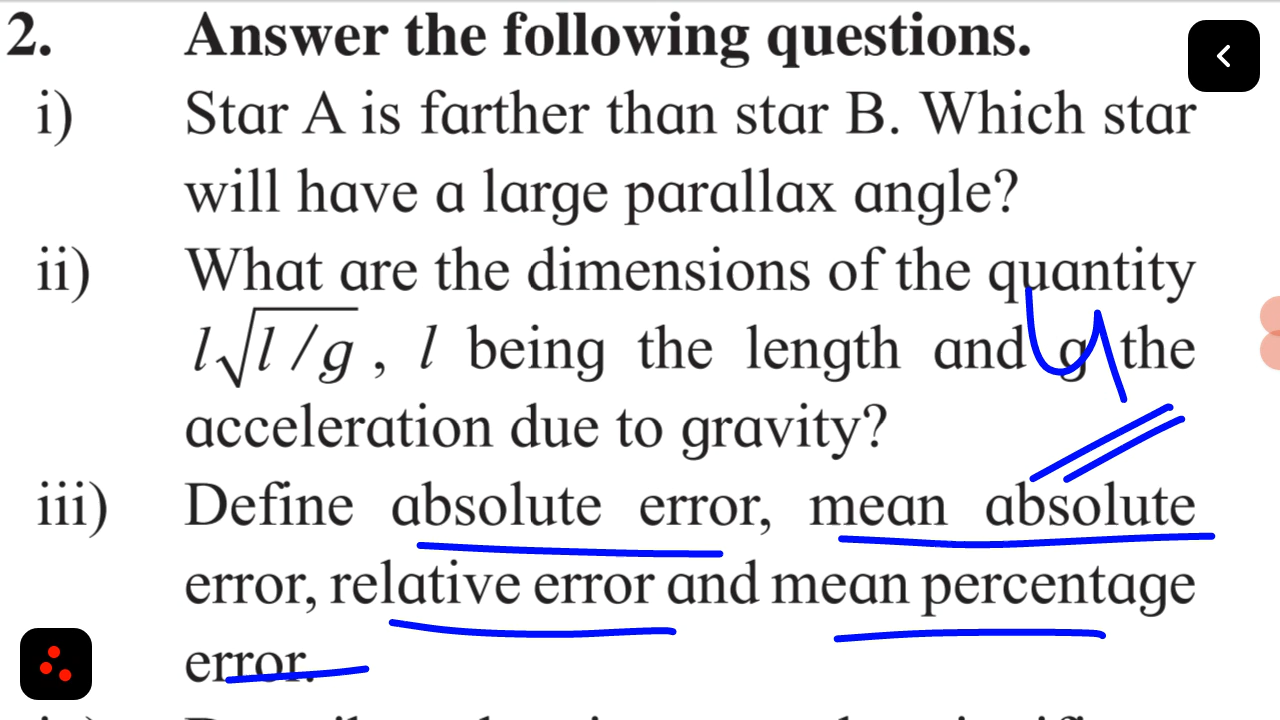 2. Answer the following questions.
i) Star A is farther than star B. Which star
will have a large parallax angle?
ii) What are the dimensions of the quantity
l√l/g , l being the length and g the
acceleration due to gravity?
iii) Define absolute error, mean absolute
error, relative error and mean percentage
error.